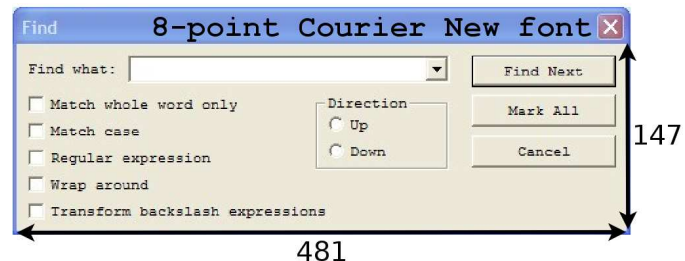 Find 8-point Courier New font
Find what: Find Next
Match whole word only Direction Mark All
Match case Up
Regular expression Down Cancel
Wrap around
Transform backslash expressions
147
481